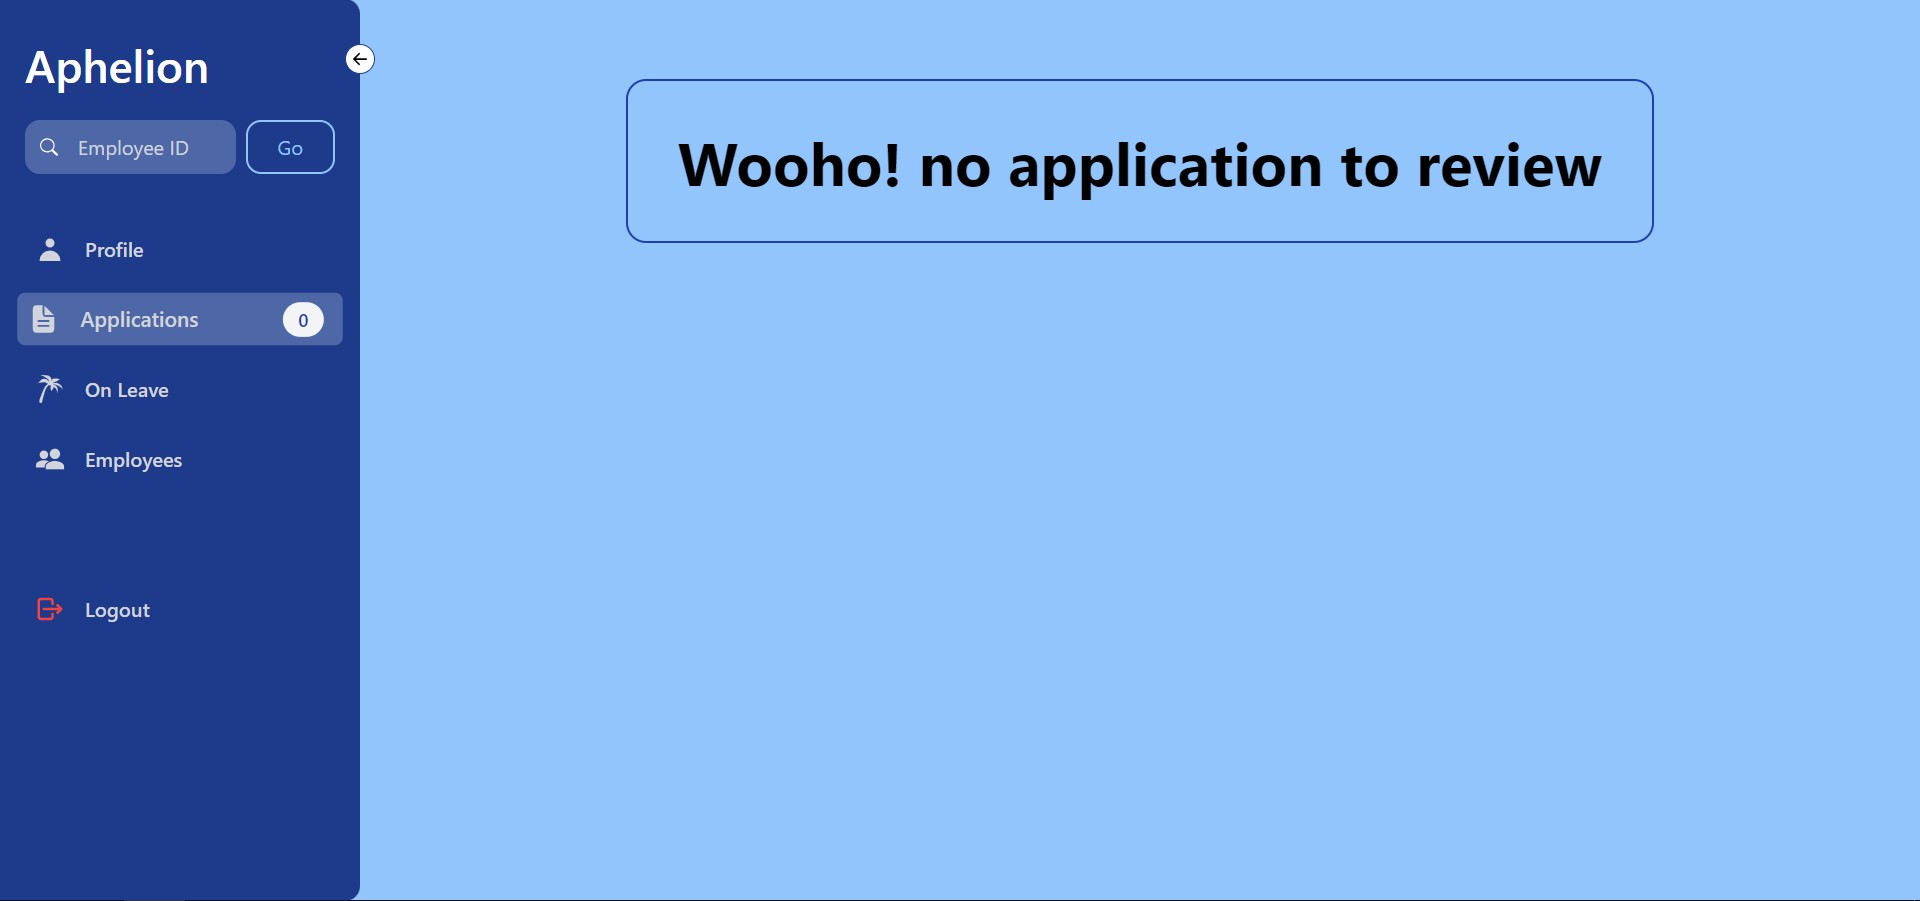 Aphelion
Employee ID
Go
Profile
Applications
0
On Leave
Employees
Logout
Wooho! no application to review